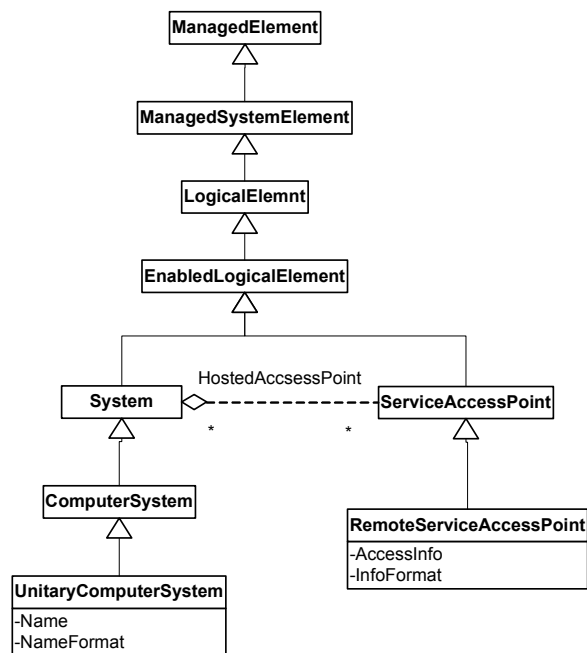 ManagedElement
ManagedSystemElement
LogicalElemnt
EnabledLogicalElement
HostedAccsessPoint
System
ServiceAccessPoint
*
*
ComputerSystem
RemoteServiceAccessPoint
-AccessInfo
-InfoFormat
UnitaryComputerSystem
-Name
-NameFormat